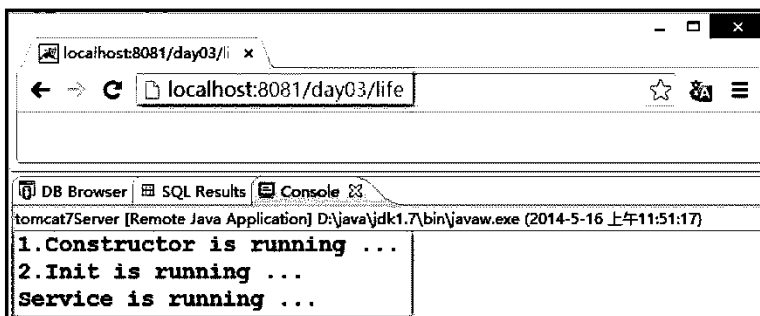 localhost:8081/day03/li
localhost:8081/day03/life
DB Browser SQL Results Console
tomcat7Server [Remote Java Application] D:\java\jdk1.7\bin\javaw.exe (2014-5-16 上午11:51:17)
1.Constructor is running ...
2.Init is running ...
Service is running ...